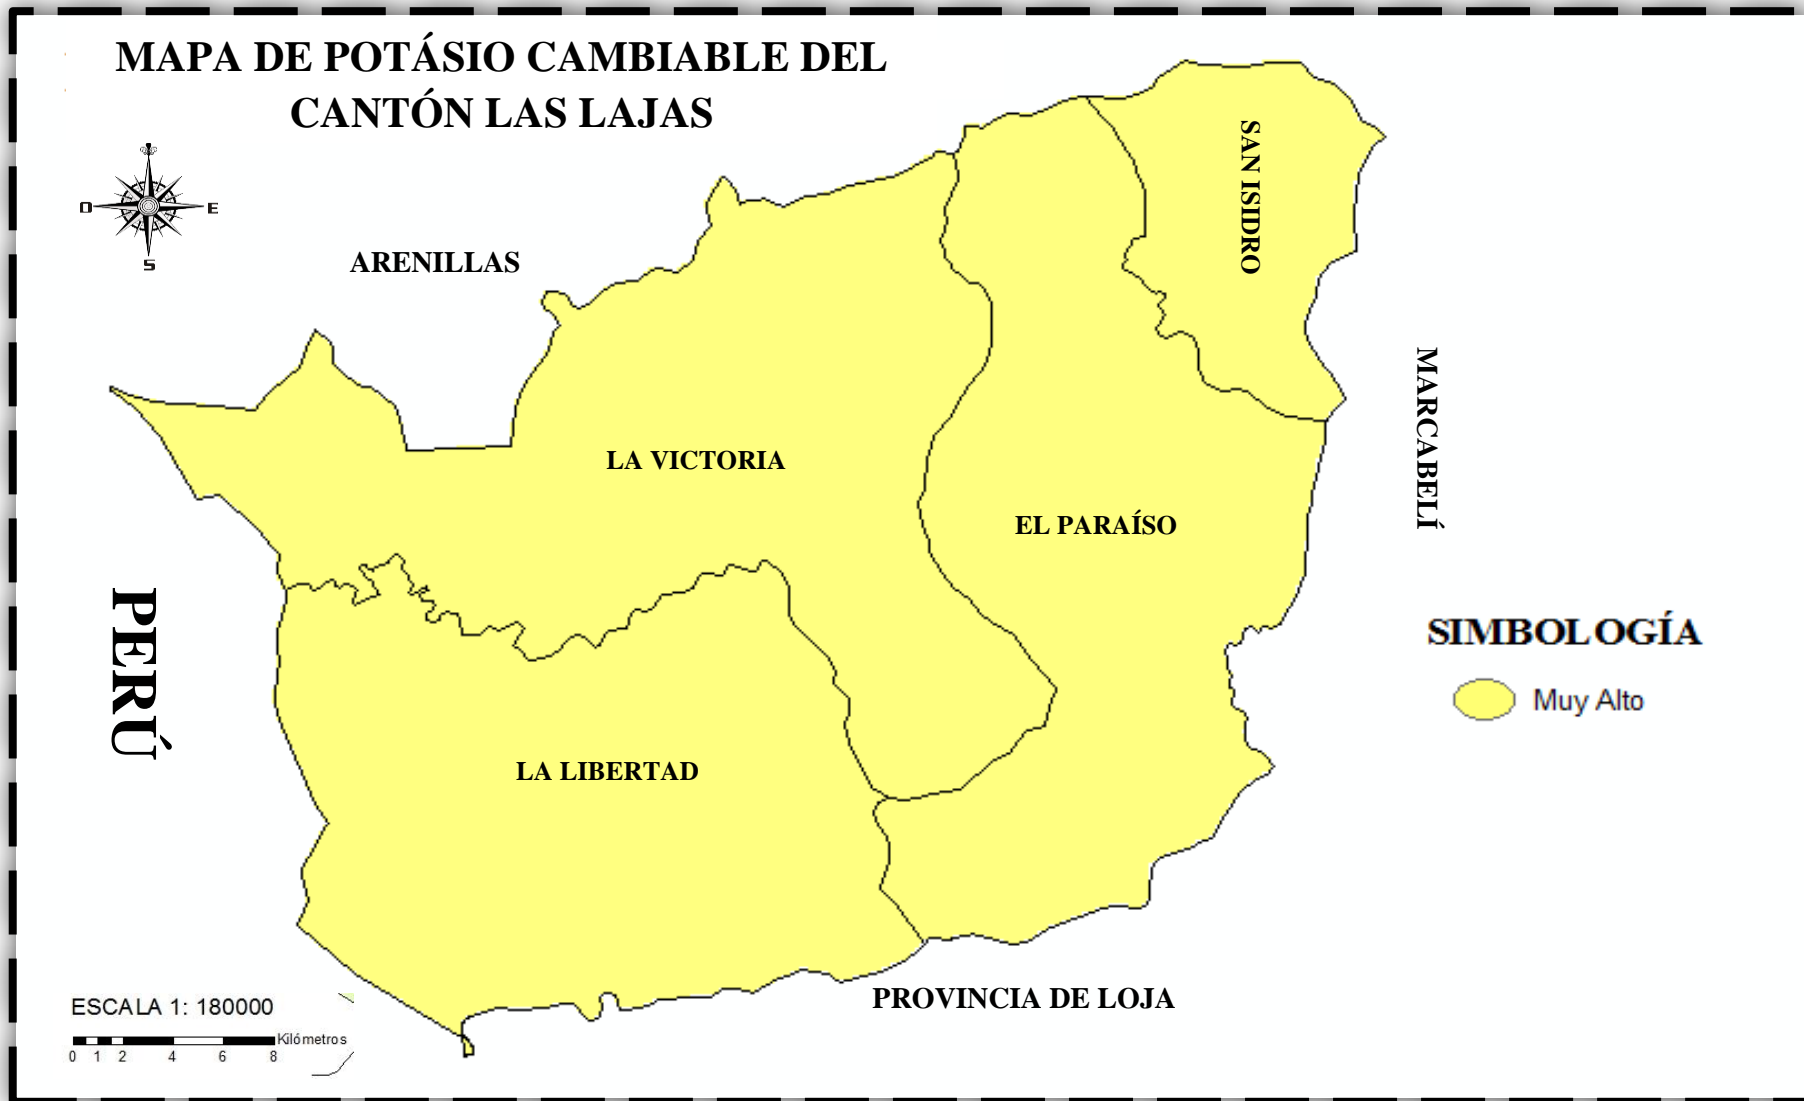 MAPA DE POTÁSIO CAMBIABLE DEL
CANTÓN LAS LAJAS
O
E
S
ARENILLAS
SAN ISIDRO
MARCABELÍ
LA VICTORIA
EL PARAÍSO
PERÚ
SIMBOLOGÍA
Muy Alto
LA LIBERTAD
PROVINCIA DE LOJA
ESCALA 1: 180000
Kilómetros
0 1 2 4 6 8